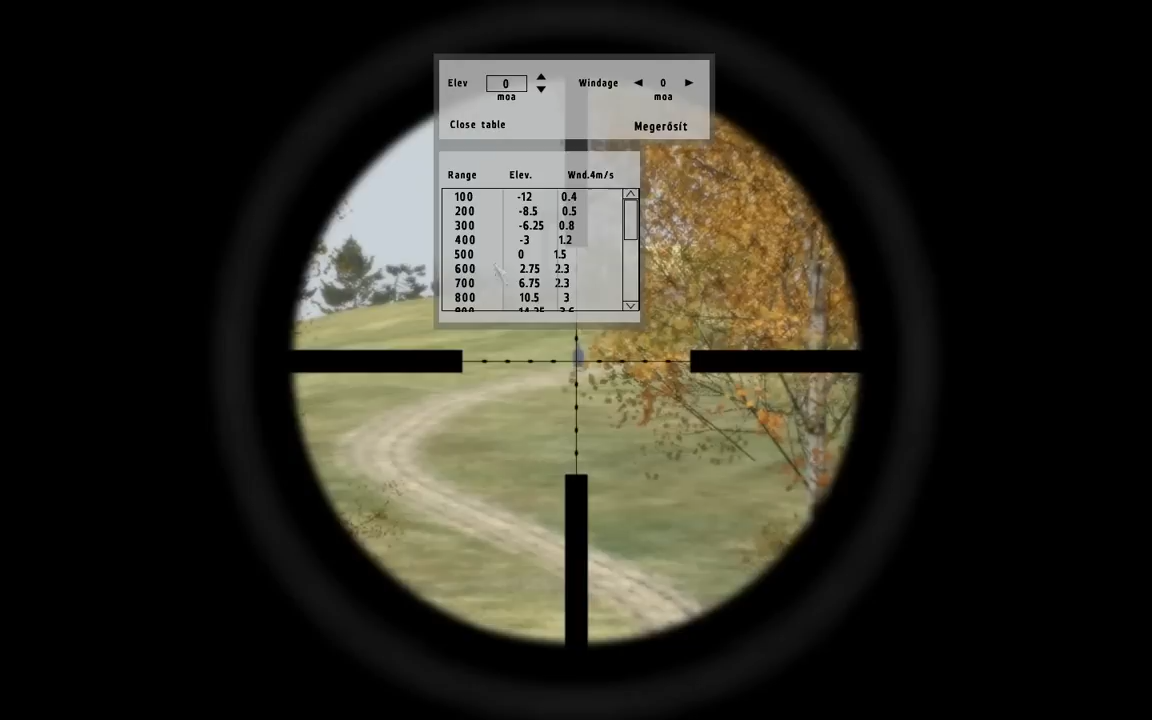 Elev 0 Windage 0
moa moa
Close table Megerősít
Range Elev. Wnd.4m/s
100 -12 0.4
200 -8.5 0.5
300 -6.25 0.8
400 -3 1.2
500 0 1.5
600 2.75 2.3
700 6.75 2.3
800 10.5 3